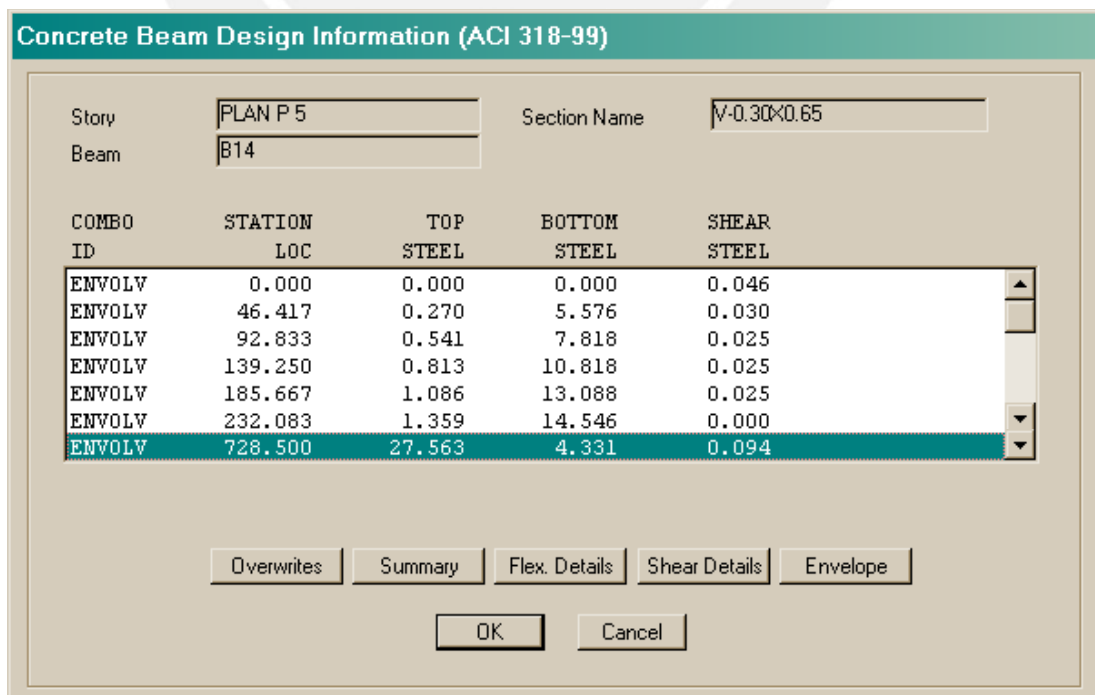 Concrete Beam Design Information (ACI 318-99)
Story PLAN P 5 Section Name V-0.30X0.65
Beam B14
COMBO STATION TOP BOTTOM SHEAR
ID LOC STEEL STEEL STEEL
ENVOLV 0.000 0.000 0.000 0.046
ENVOLV 46.417 0.270 5.576 0.030
ENVOLV 92.833 0.541 7.818 0.025
ENVOLV 139.250 0.813 10.818 0.025
ENVOLV 185.667 1.086 13.088 0.025
ENVOLV 232.083 1.359 14.546 0.000
ENVOLV 728.500 27.563 4.331 0.094
Overwrites Summary Flex. Details Shear Details Envelope
OK Cancel